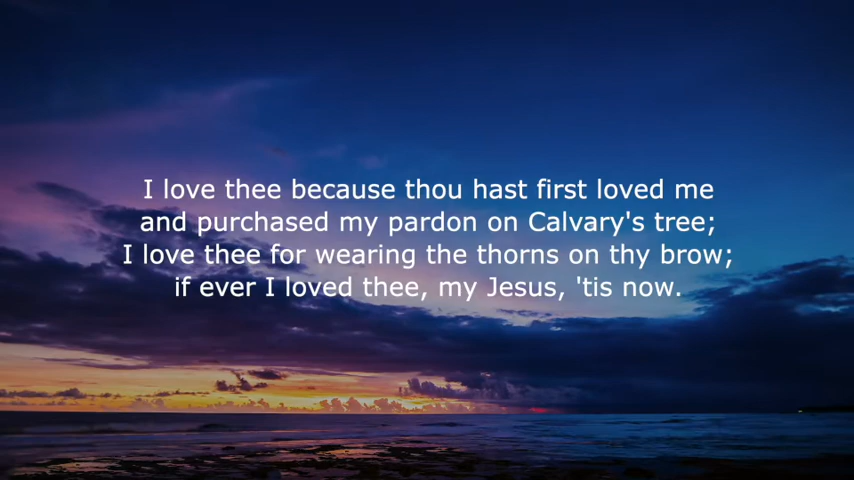 I love thee because thou hast first loved me
and purchased my pardon on Calvary's tree;
I love thee for wearing the thorns on thy brow;
if ever I loved thee, my Jesus, 'tis now.